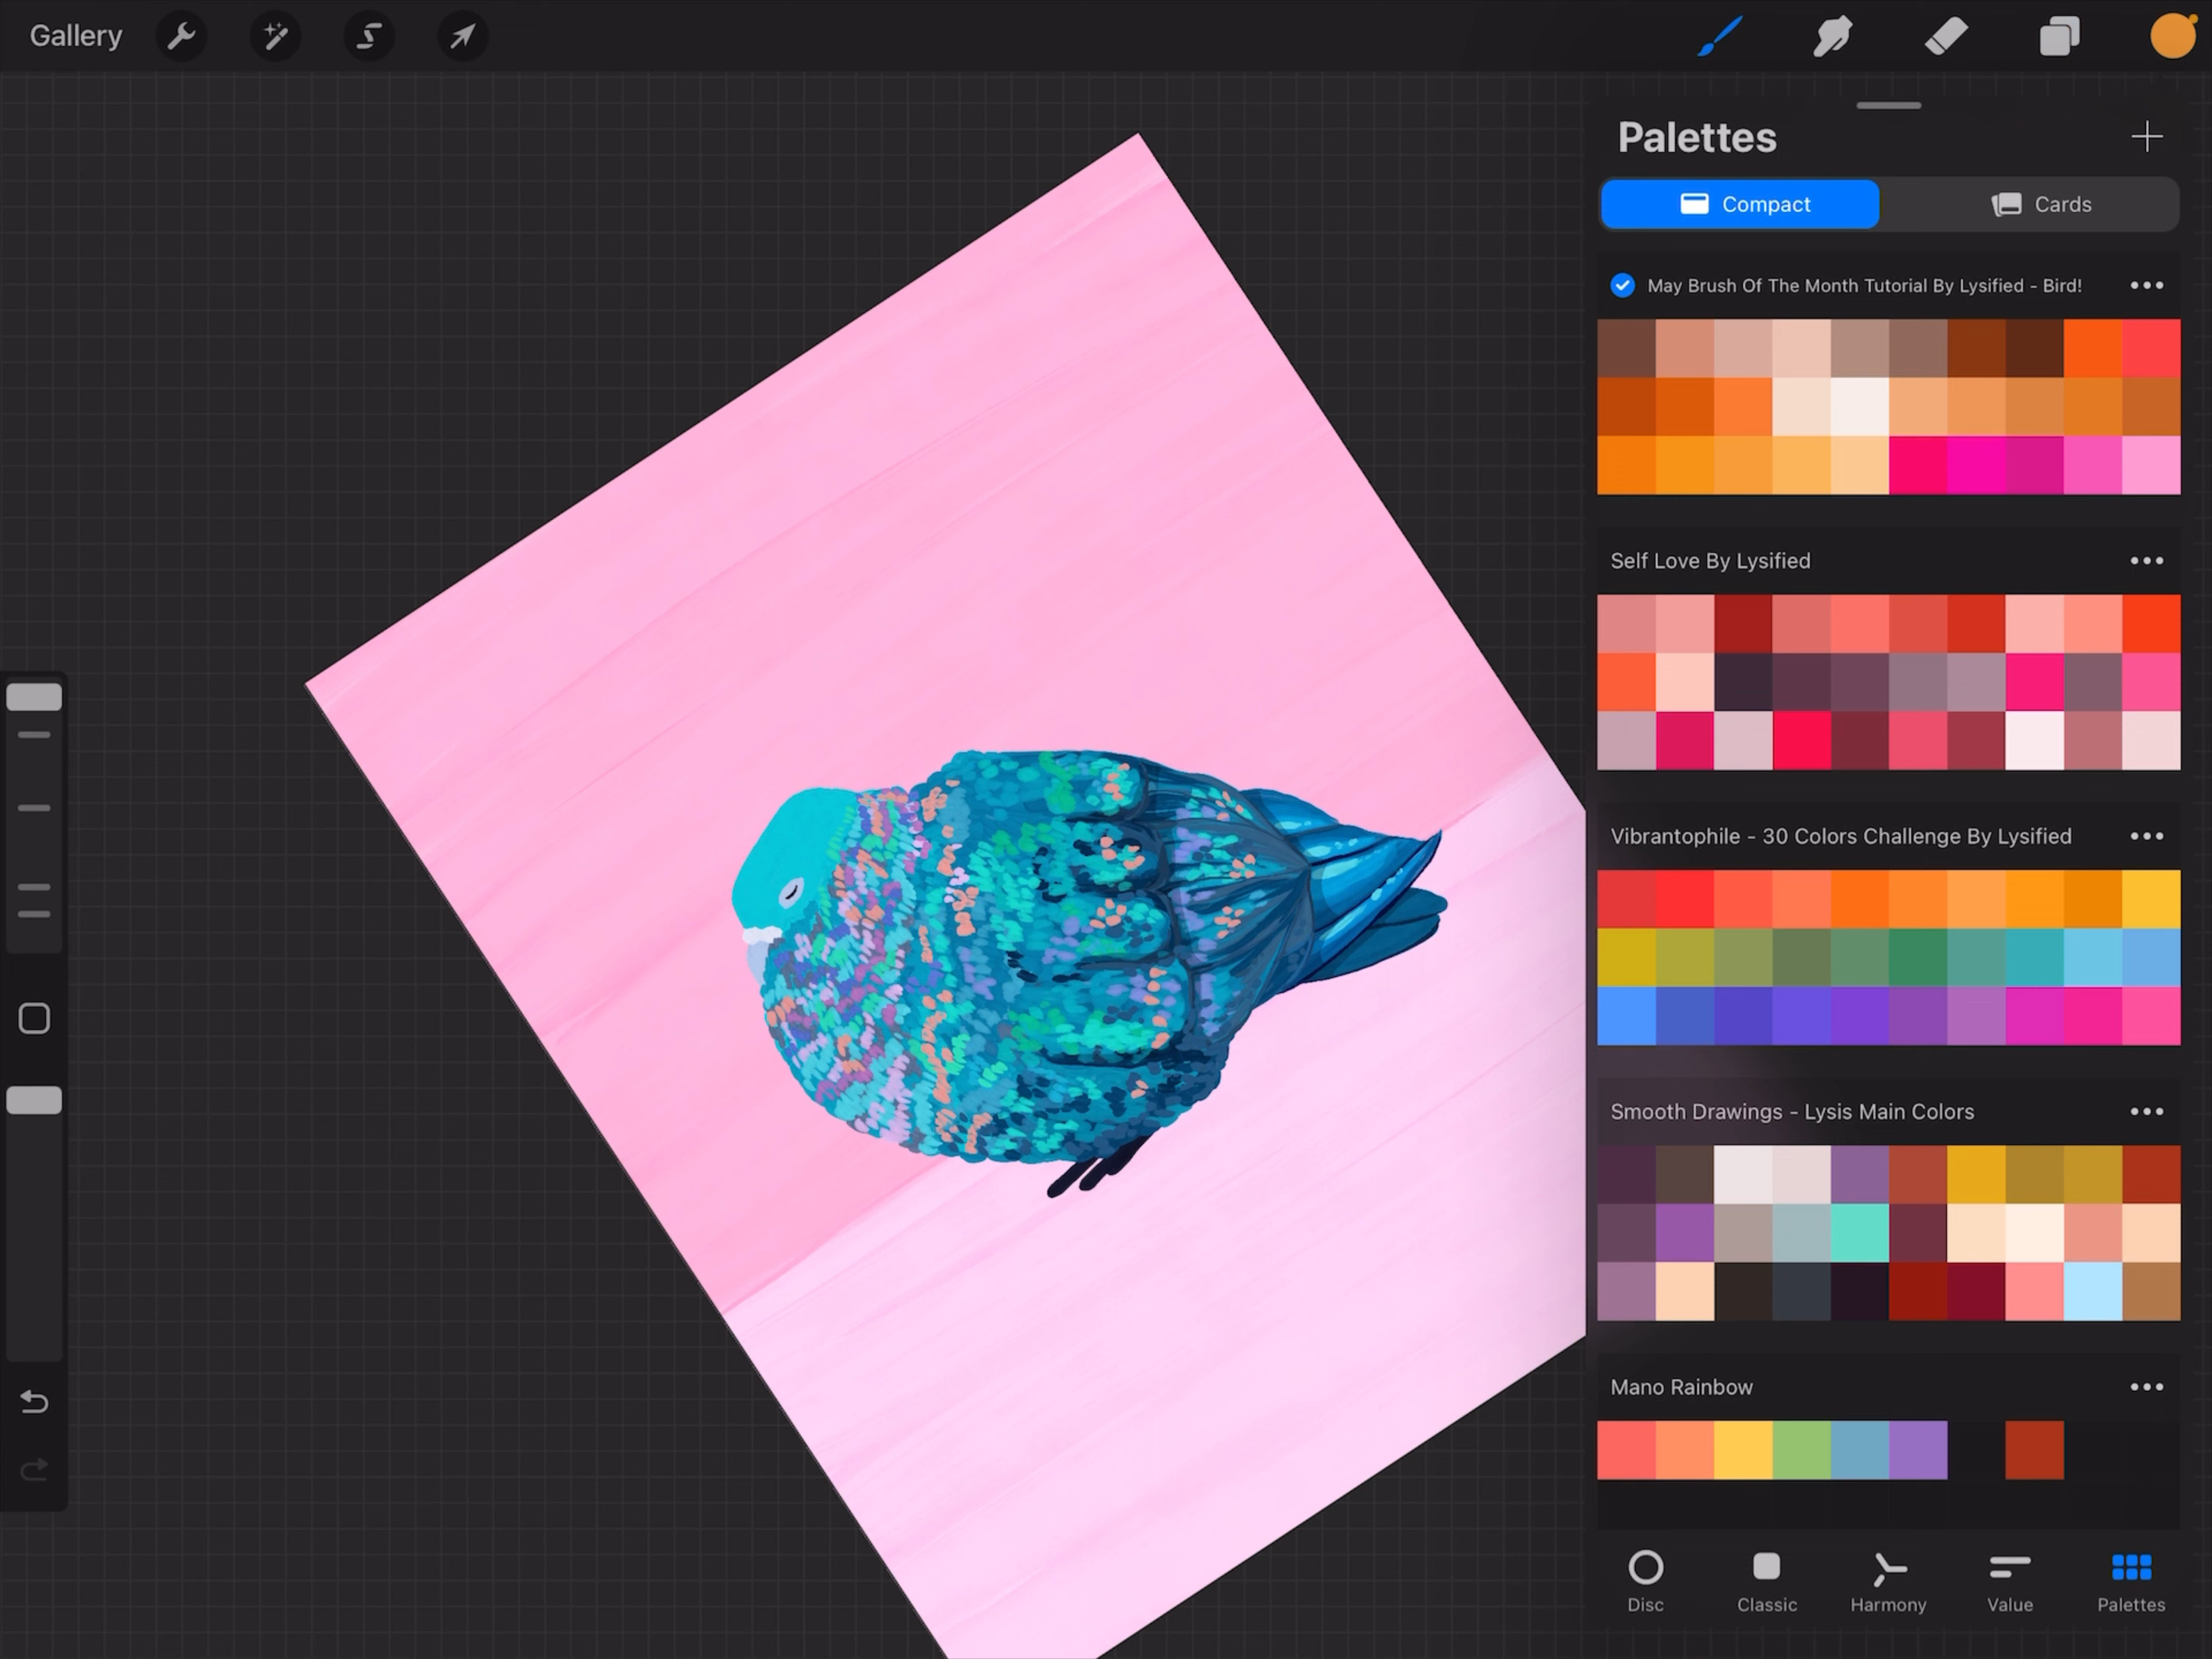 Gallery
Palettes
Compact
Cards
May Brush Of The Month Tutorial By Lysified - Bird!
Self Love By Lysified
Vibrantophile - 30 Colors Challenge By Lysified
Smooth Drawings - Lysis Main Colors
Mano Rainbow
Disc
Classic
Harmony
Value
Palettes